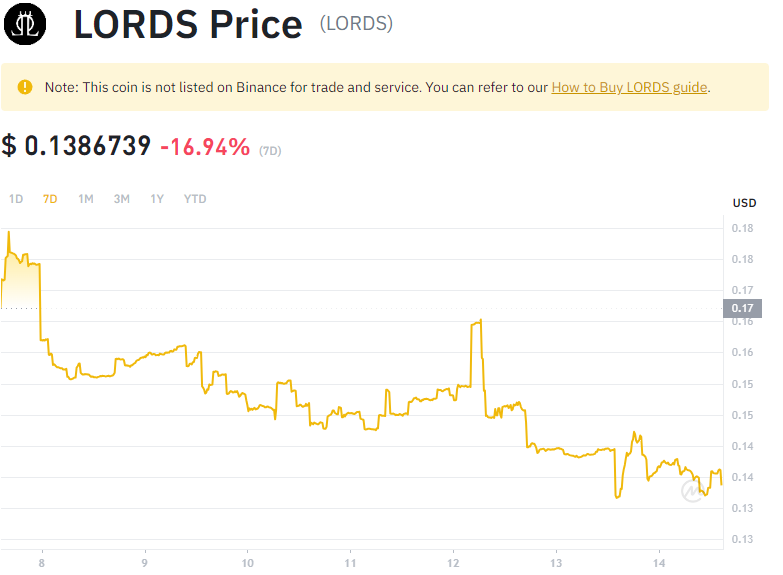 LORDS Price (LORDS)
Note: This coin is not listed on Binance for trade and service. You can refer to our How to Buy LORDS guide.
$ 0.1386739 -16.94% (7D)
1D 7D 1M 3M 1Y YTD
USD
0.18
0.18
0.17
0.17
0.16
0.16
0.15
0.15
0.14
0.14
0.13
0.13
8 9 10 11 12 13 14